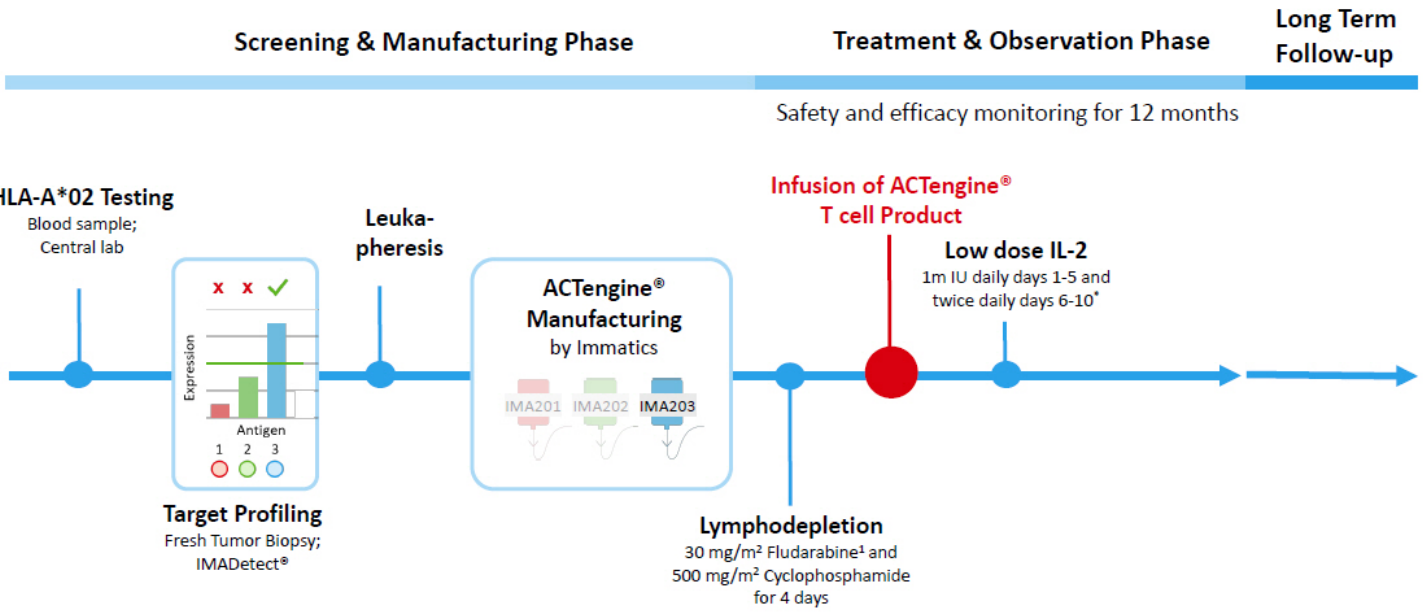 Screening & Manufacturing Phase
Treatment & Observation Phase
Long Term
Follow-up
Safety and efficacy monitoring for 12 months
HLA-A*02 Testing
Blood sample;
Central lab
X X
Expression
Antigen
1 2 3
Target Profiling
Fresh Tumor Biopsy;
IMADetect®
Leuka-
pheresis
ACTengine®
Manufacturing
by Immatics
IMA201 IMA202 IMA203
Lymphodepletion
30 mg/m² Fludarabine¹ and
500 mg/m² Cyclophosphamide
for 4 days
Infusion of ACTengine®
T cell Product
Low dose IL-2
1m IU daily days 1-5 and
twice daily days 6-10*